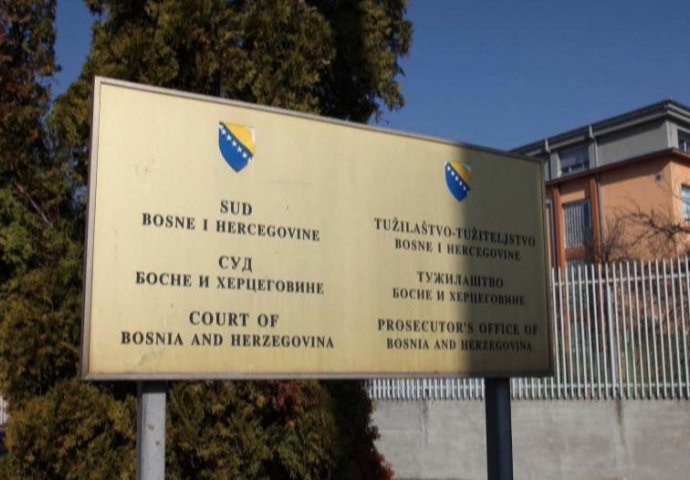 SUD
BOSNE I HERCEGOVINE
СУД
БОСНЕ И ХЕРЦЕГОВИНЕ
COURT OF
BOSNIA AND HERZEGOVINA
TUŽILAŠTVO-TUŽITELJSTVO
BOSNE I HERCEGOVINE
ТУЖИЛАШТВО
БОСНЕ И ХЕРЦЕГОВИНЕ
PROSECUTOR'S OFFICE OF
BOSNIA AND HERZEGOVINA